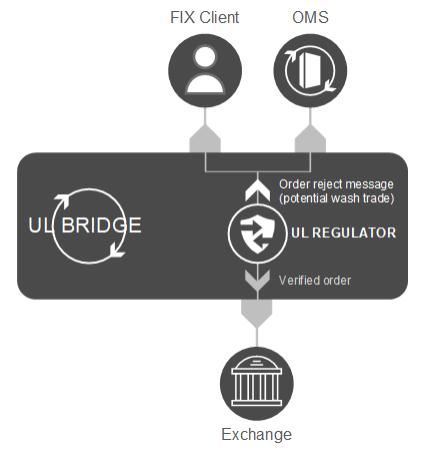 FIX Client
OMS
Order reject message
(potential wash trade)
UL BRIDGE
UL REGULATOR
Verified order
Exchange